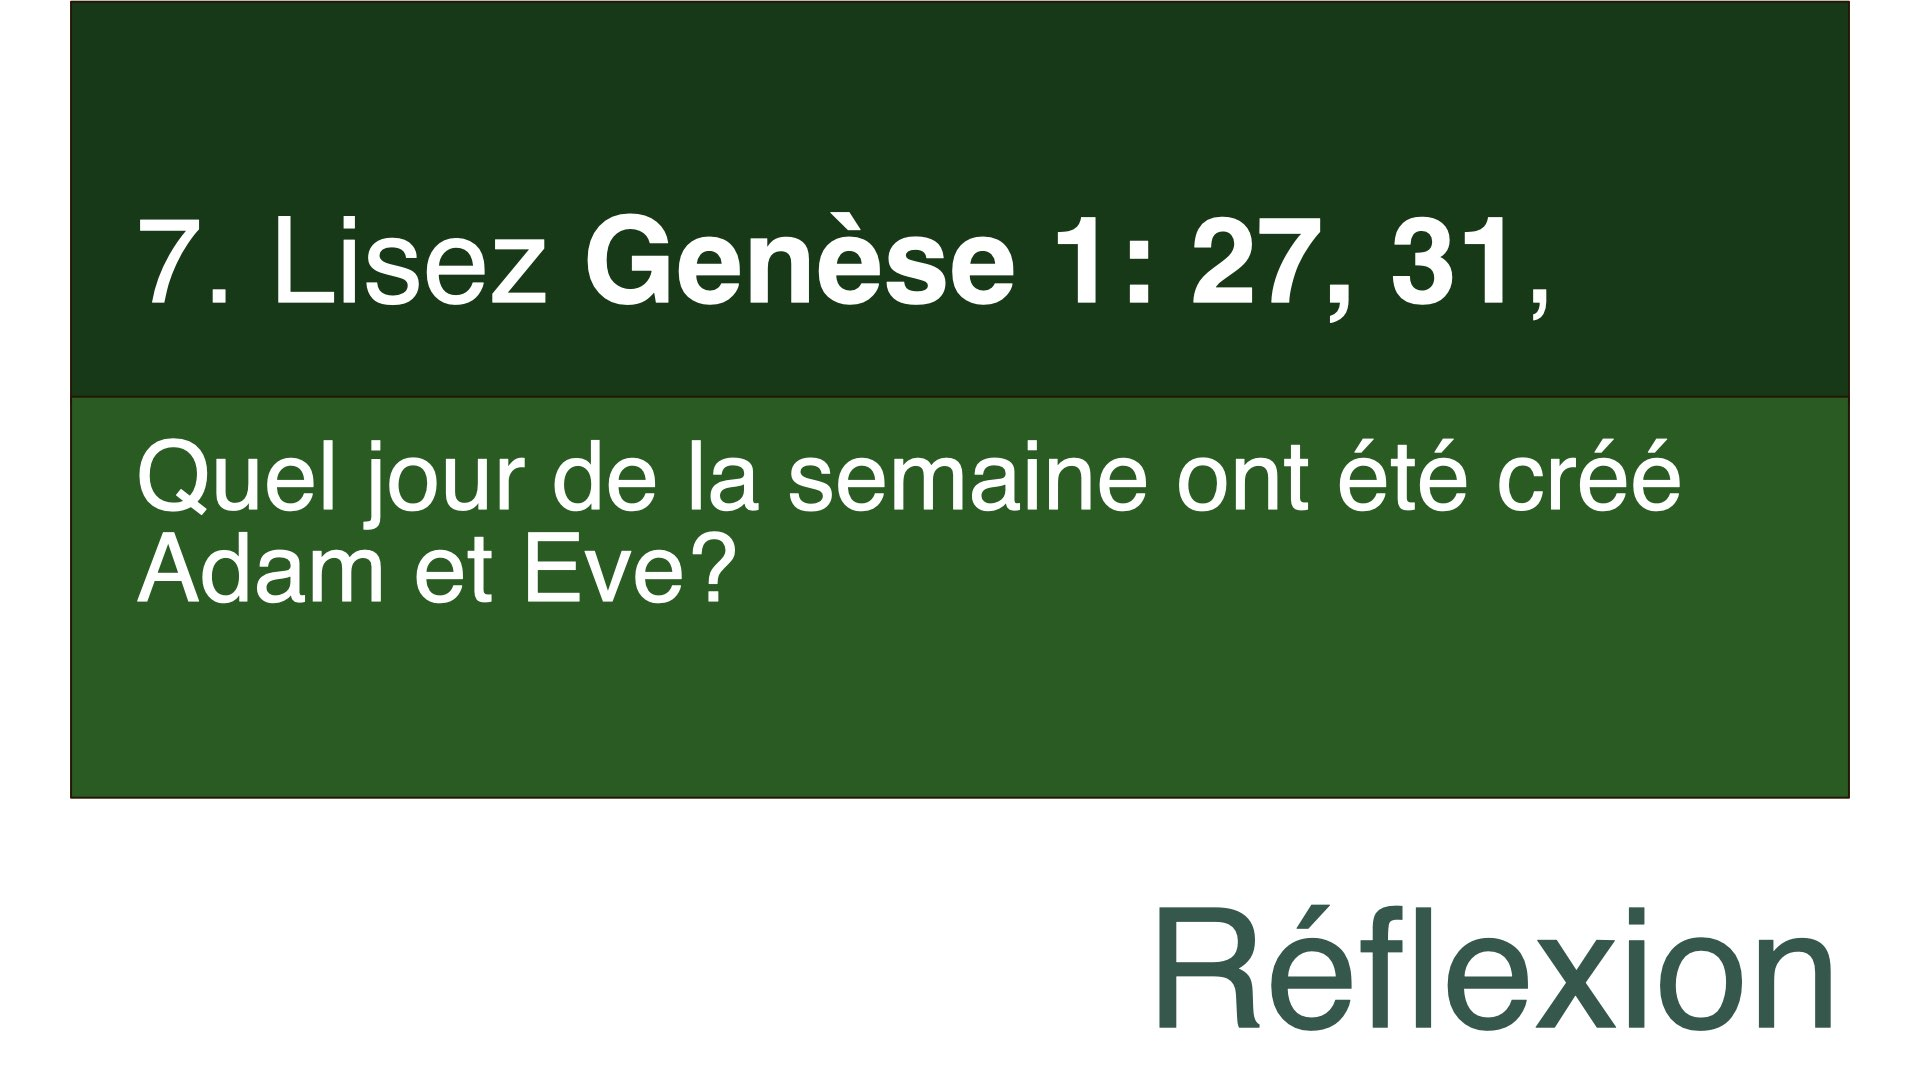 7. Lisez Genèse 1: 27, 31,
Quel jour de la semaine ont été créé
Adam et Eve?
Réflexion